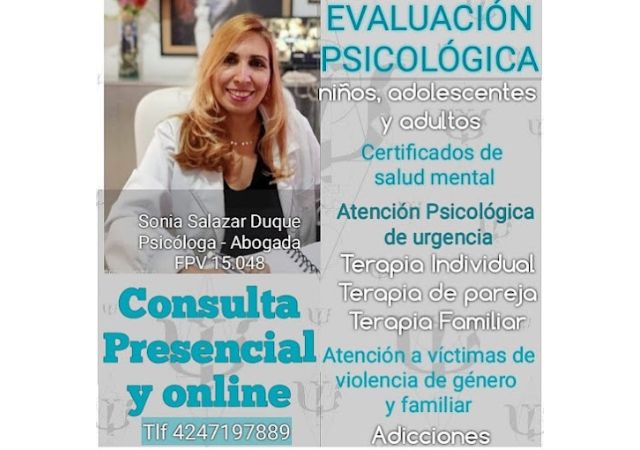 Sonia Salazar Duque
Psicóloga - Abogada
FPV 15.048
Consulta
Presencial
y online
Tlf 4247197889
EVALUACIÓN
PSICOLÓGICA
niños, adolescentes
y adultos
Certificados de
salud mental
Atención Psicológica
de urgencia
Terapia Individual
Terapia de pareja
Terapia Familiar
Atención a víctimas de
violencia de género
y familiar
Adicciones